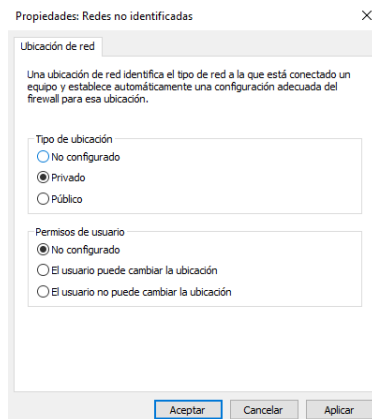 Propiedades: Redes no identificadas
Ubicación de red
Una ubicación de red identifica el tipo de red a la que está conectado un
equipo y establece automáticamente una configuración adecuada del
firewall para esa ubicación.
Tipo de ubicación
No configurado
Privado
Público
Permisos de usuario
No configurado
El usuario puede cambiar la ubicación
El usuario no puede cambiar la ubicación
Aceptar Cancelar Aplicar